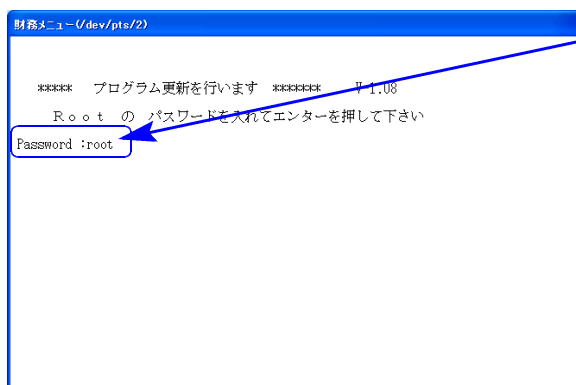 財務メニュー(/dev/pts/2)
***** プログラム更新を行います ******* V-1.08
Ｒｏｏｔ の パスワードを入れてエンターを押して下さい
Password :root